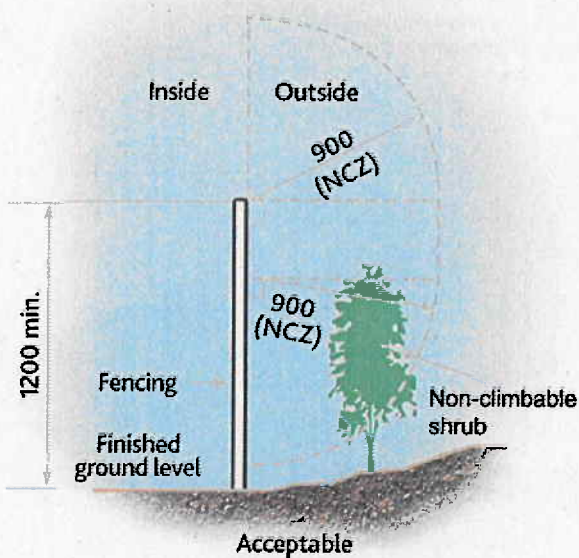 Inside
Outside
900
(NCZ)
1200 min.
900
(NCZ)
Fencing
Non-climbable
shrub
Finished
ground level
Acceptable